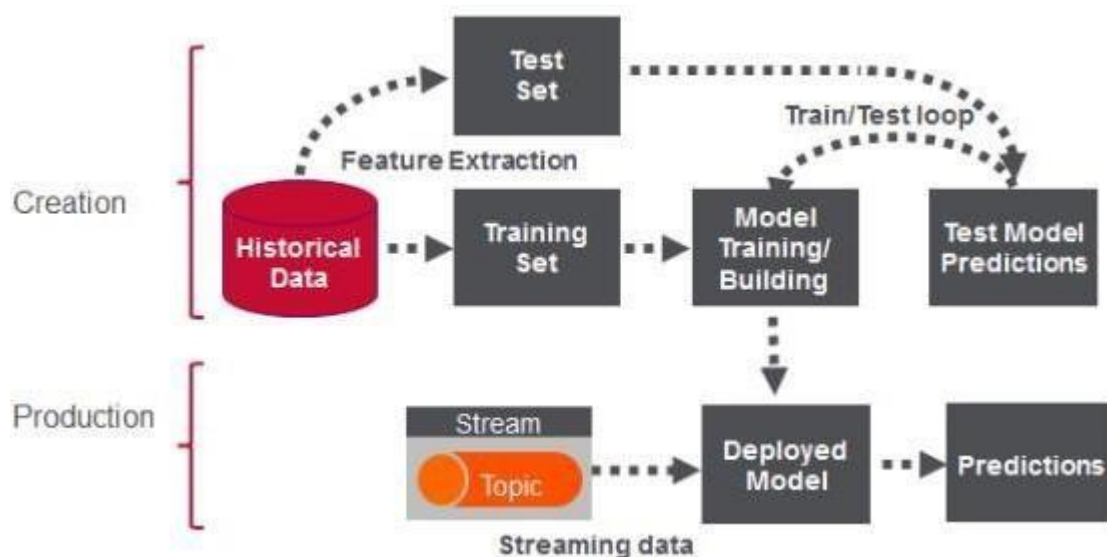 Test
Set
Train/Test loop
Feature Extraction
Creation
Historical
Data
Training
Set
Model
Training/
Building
Test Model
Predictions
Production
Stream
Topic
Deployed
Model
Predictions
Streaming data